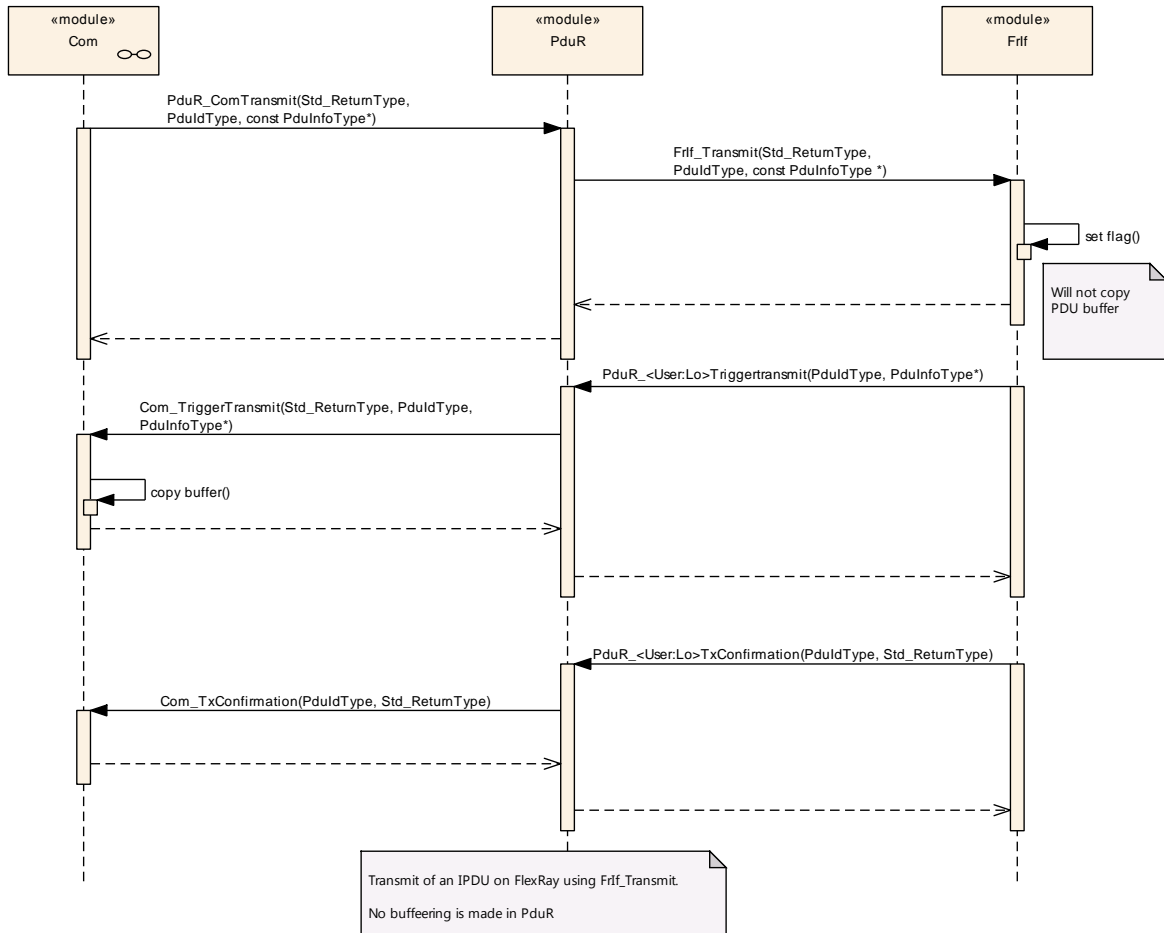 «module»
Com
«module»
PduR
«module»
FrIf
PduR_ComTransmit(Std_ReturnType,
PduIdType, const PduInfoType*)
FrIf_Transmit(Std_ReturnType,
PduIdType, const PduInfoType *)
set flag()
Will not copy
PDU buffer
PduR_<User:Lo>Triggertransmit(PduIdType, PduInfoType*)
Com_TriggerTransmit(Std_ReturnType, PduIdType,
PduInfoType*)
copy buffer()
PduR_<User:Lo>TxConfirmation(PduIdType, Std_ReturnType)
Com_TxConfirmation(PduIdType, Std_ReturnType)
Transmit of an IPDU on FlexRay using FrIf_Transmit.
No buffeering is made in PduR